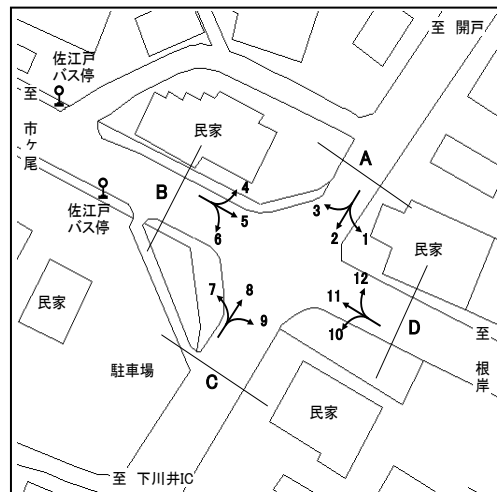 至 開戸
佐江戸
バス停
至
市ヶ尾
民家
A
B
4
3
5
2
1
6
佐江戸
バス停
民家
12
7
8
11
民家
9
10
D
至
根岸
駐車場
C
民家
至 下川井IC